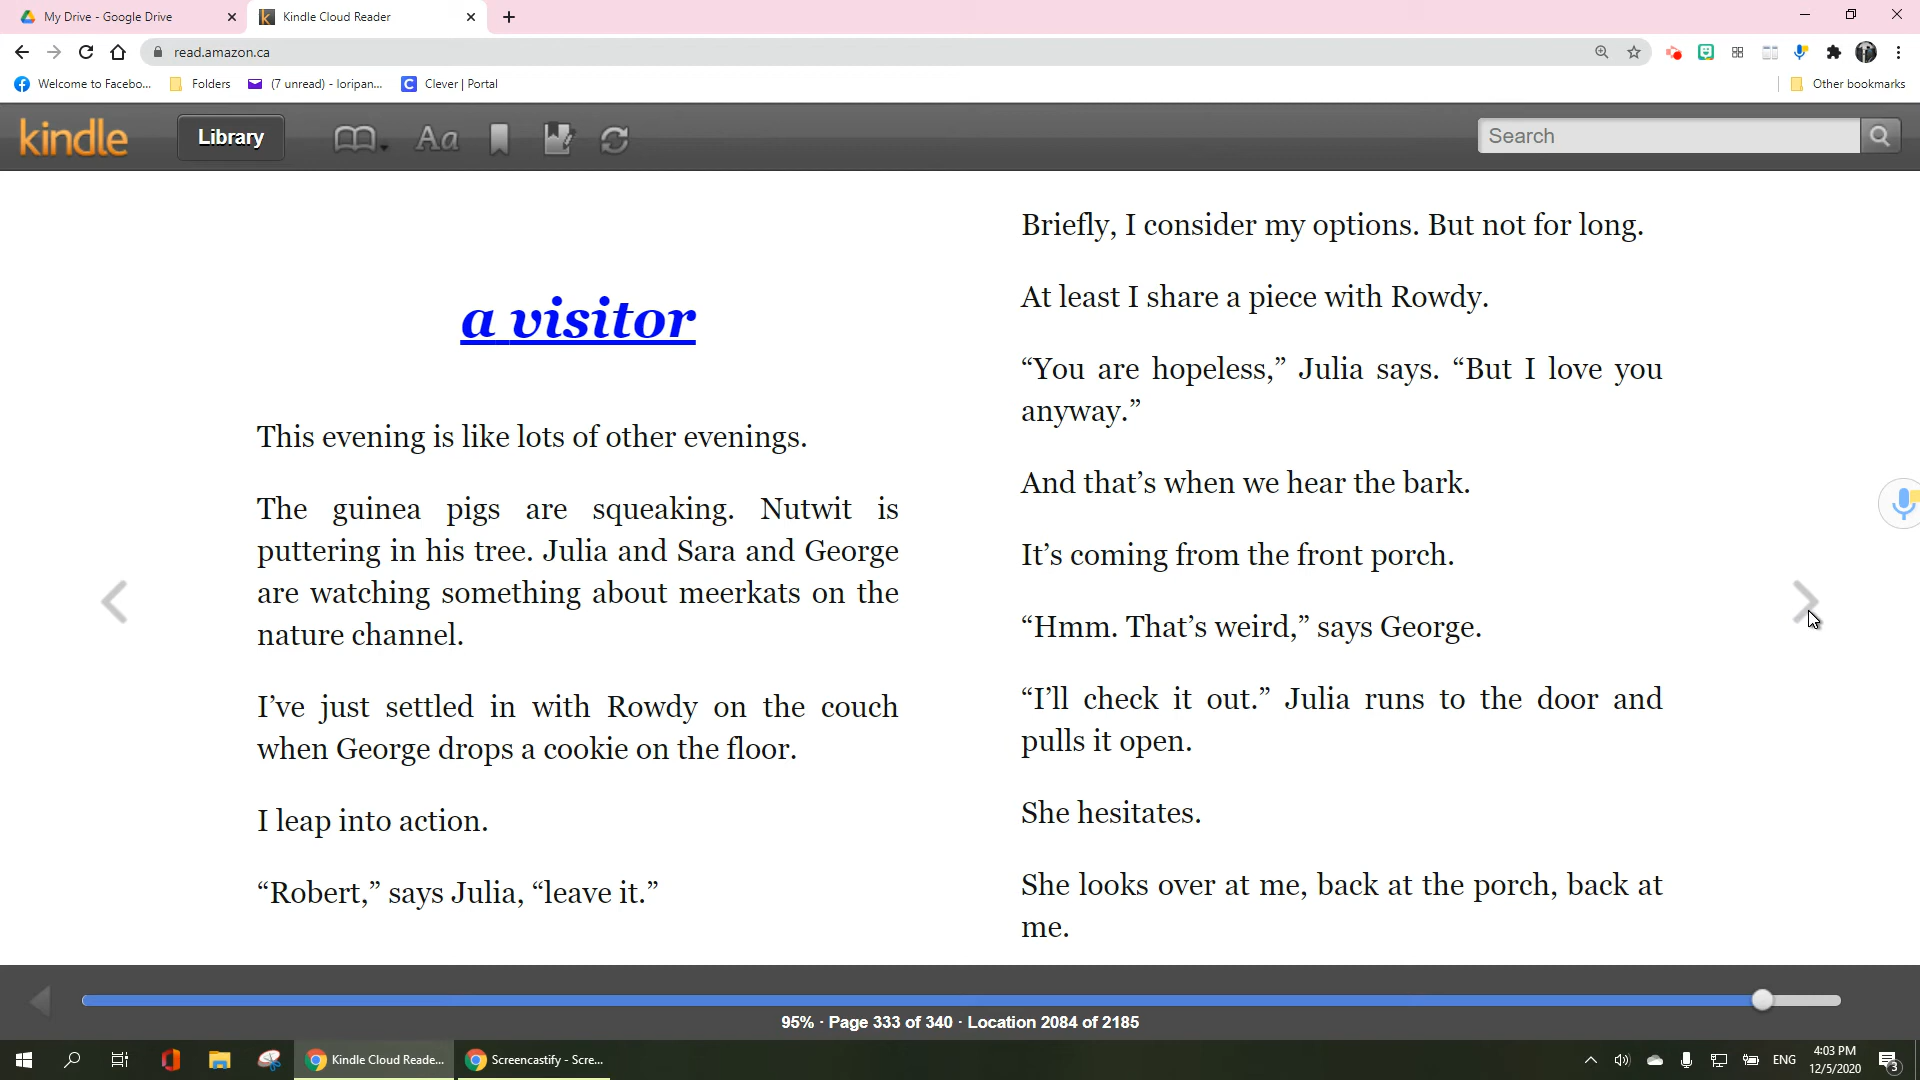 My Drive - Google Drive
Kindle Cloud Reader
read.amazon.ca
Welcome to Facebo...
Folders
(7 unread) - loripan...
Clever | Portal
Other bookmarks
kindle
Library
Aa
Search
a visitor
This evening is like lots of other evenings.
The guinea pigs are squeaking. Nutwit is
puttering in his tree. Julia and Sara and George
are watching something about meerkats on the
nature channel.
I’ve just settled in with Rowdy on the couch
when George drops a cookie on the floor.
I leap into action.
“Robert,” says Julia, “leave it.”
Briefly, I consider my options. But not for long.
At least I share a piece with Rowdy.
“You are hopeless,” Julia says. “But I love you
anyway.”
And that’s when we hear the bark.
It’s coming from the front porch.
“Hmm. That’s weird,” says George.
“I’ll check it out.” Julia runs to the door and
pulls it open.
She hesitates.
She looks over at me, back at the porch, back at
me.
95% · Page 333 of 340 · Location 2084 of 2185
Kindle Cloud Reade...
Screencastify - Scre...
ENG
4:03 PM
12/5/2020
3